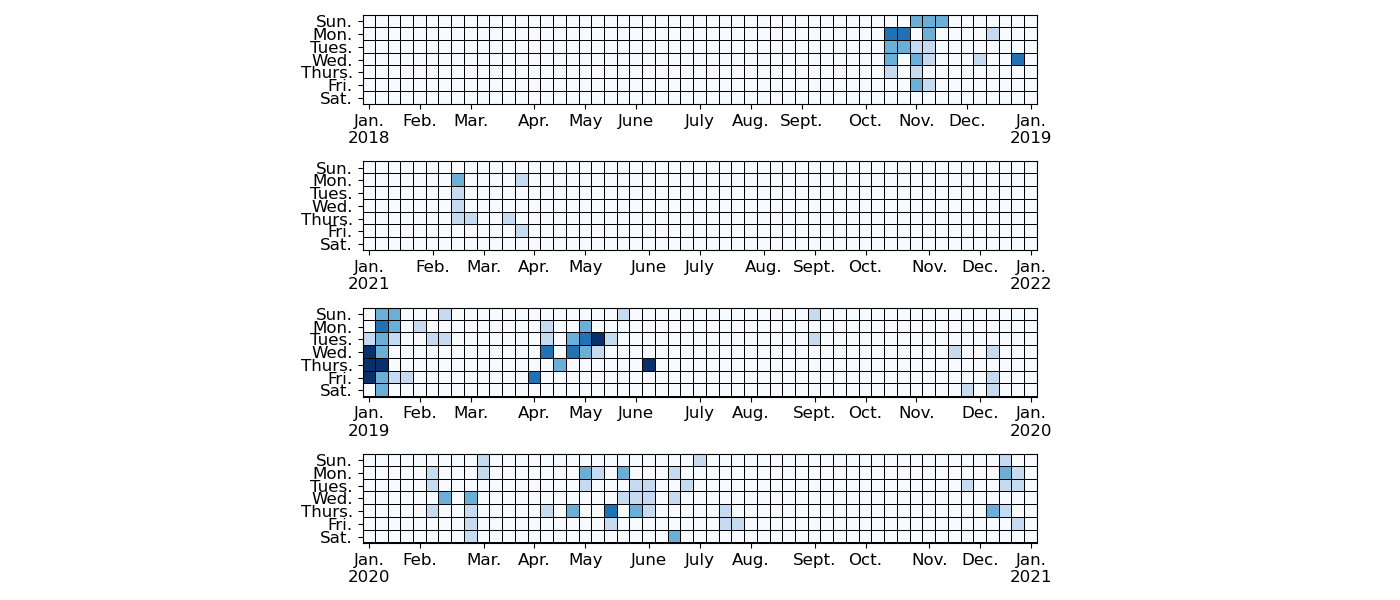 Sun.
Mon.
Tues.
Wed.
Thurs.
Fri.
Sat.
Jan. Feb. Mar. Apr. May June July Aug. Sept. Oct. Nov. Dec. Jan.
2018 2019
Sun.
Mon.
Tues.
Wed.
Thurs.
Fri.
Sat.
Jan. Feb. Mar. Apr. May June July Aug. Sept. Oct. Nov. Dec. Jan.
2021 2022
Sun.
Mon.
Tues.
Wed.
Thurs.
Fri.
Sat.
Jan. Feb. Mar. Apr. May June July Aug. Sept. Oct. Nov. Dec. Jan.
2019 2020
Sun.
Mon.
Tues.
Wed.
Thurs.
Fri.
Sat.
Jan. Feb. Mar. Apr. May June July Aug. Sept. Oct. Nov. Dec. Jan.
2020 2021